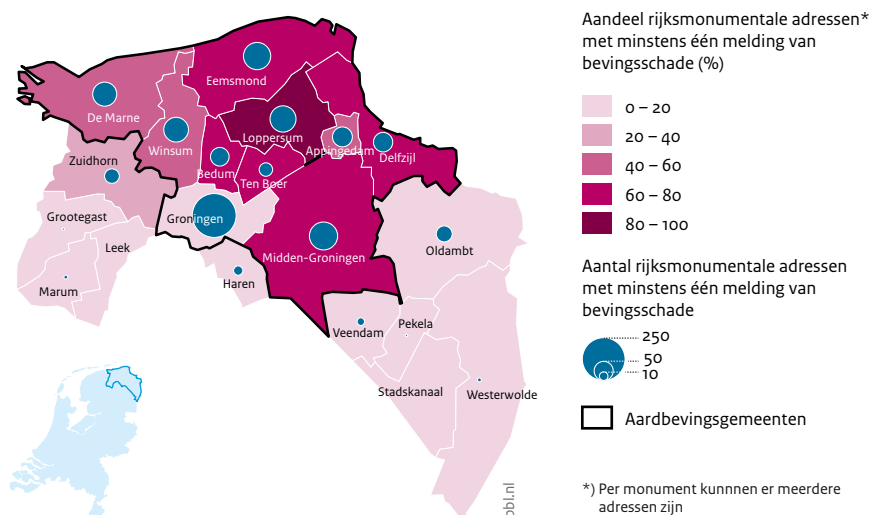 Aandeel rijksmonumentale adressen*
met minstens één melding van
bevingsschade (%)
0 – 20
20 – 40
40 – 60
60 – 80
80 – 100
Aantal rijksmonumentale adressen
met minstens één melding van
bevingsschade
250
50
10
Aardbevingsgemeenten
*) Per monument kunnnen er meerdere
adressen zijn
Eemsmond
De Marne
Loppersum
Winsum
Appingedam
Delfzijl
Zuidhorn
Bedum
Ten Boer
Grootegast
Groningen
Leek
Oldambt
Midden-Groningen
Haren
Marum
Veendam
Pekela
Stadskanaal
Westerwolde
pbl.nl